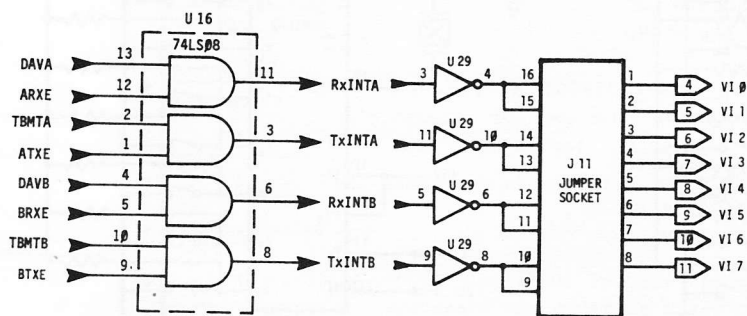 U 16
74LSØ8
DAVA 13
ARXE 12
11 RxINTA 3 U 29 4
TBMTA 2
ATXE 1
3 TxINTA 11 U 29 1Ø
DAVB 4
BRXE 5
6 RxINTB 5 U 29 6
TBMTB 1Ø
BTXE 9
8 TxINTB 9 U 29 8
16
15
14
13
12
11
1Ø
9
J 11
JUMPER
SOCKET
1 4 VI Ø
2 5 VI 1
3 6 VI 2
4 7 VI 3
5 8 VI 4
6 9 VI 5
7 1Ø VI 6
8 11 VI 7